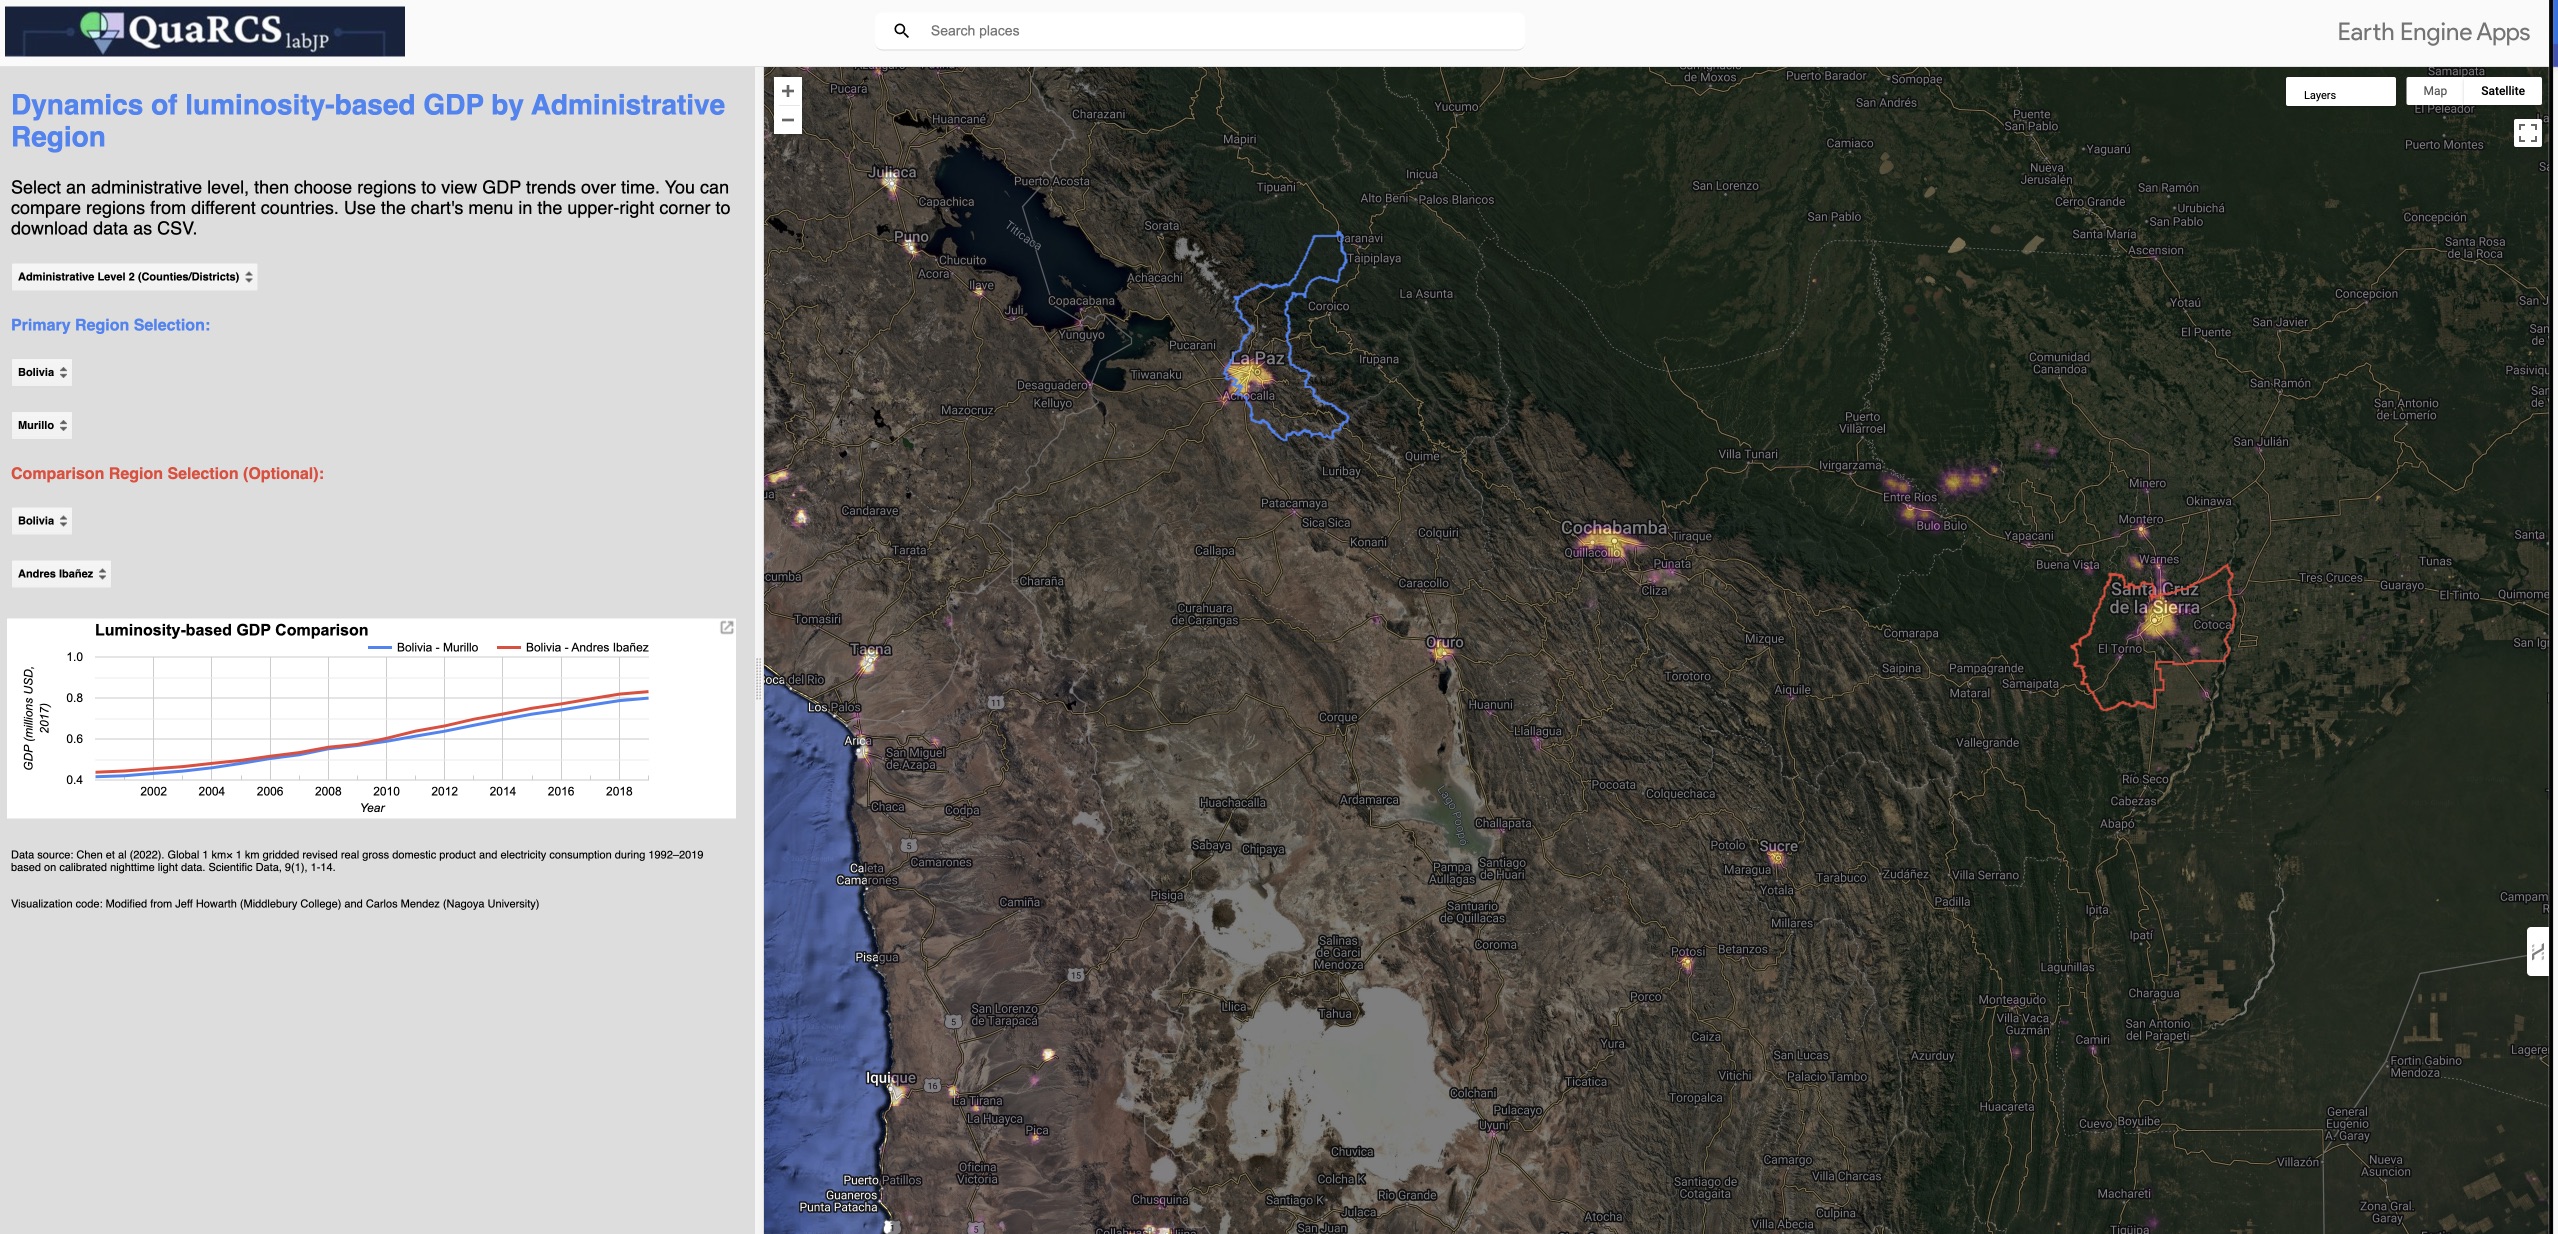 QuaRCS labJP
Search places
Earth Engine Apps
Dynamics of luminosity-based GDP by Administrative
Region
Select an administrative level, then choose regions to view GDP trends over time. You can
compare regions from different countries. Use the chart's menu in the upper-right corner to
download data as CSV.
Administrative Level 2 (Counties/Districts)
Primary Region Selection:
Bolivia
Murillo
Comparison Region Selection (Optional):
Bolivia
Andres Ibañez
Luminosity-based GDP Comparison
Bolivia - Murillo
Bolivia - Andres Ibañez
GDP (millions USD,
2017)
1.0
0.8
0.6
0.4
2002 2004 2006 2008 2010 2012 2014 2016 2018
Year
Data source: Chen et al (2022). Global 1 km× 1 km gridded revised real gross domestic product and electricity consumption during 1992–2019
based on calibrated nighttime light data. Scientific Data, 9(1), 1-14.
Visualization code: Modified from Jeff Howarth (Middlebury College) and Carlos Mendez (Nagoya University)
+
−
Layers
Map
Satellite
de Moxos
Puerto Barador
Somopae
Samaipata
Pucara
San Andrés
El Peleador
Yucumo
Huancané
Charazani
Puente
San Pablo
Mapiri
Camiaco
Yaguarú
Puerto Montes
Juliaca
Puerto Acosta
Tipuani
Inicua
San Lorenzo
Nueva
Jerusalén
San Ramón
Capachica
Alto Beni
Palos Blancos
Cerro Grande
Urubichá
San Pablo
San Pablo
Concepción
Puno
Titicaca
Sorata
Caranavi
Santa María
Ascension
Santa Rosa
de la Roca
Chucuito
Acora
Achacachi
Taipiplaya
Ilave
Copacabana
La Asunta
Concepcion
Juli
Coroico
Yotaú
Yunguyo
Pucarani
El Puente
San Javier
La Paz
Irupana
Comunidad
Canandoa
Desaguadero
Tiwanaku
San Ramón
Kelluyo
Achocalla
Mazocruz
Puerto
Villarroel
San Antonio
de Lomerio
San Julián
Luribay
Quime
Villa Tunari
Ivirgarzama
Minero
Patacamaya
Entre Ríos
Okinawa
Candarave
Sica Sica
Colquiri
Cochabamba
Bulo Bulo
Montero
Tarata
Callapa
Konani
Quillacollo
Tiraque
Yapacani
Punata
Buena Vista
Warnes
Tunas
Charaña
Caracollo
Cliza
Santa Cruz
de la Sierra
Tres Cruces
Guarayo
El Tinto
Quimome
Tomasiri
Curahuara
de Carangas
Cotoca
Comarapa
Tacna
Oruro
Mizque
El Torno
Boca del Rio
Saipina
Pampagrande
Torotoro
Mataral
Samaipata
Los Palos
11
Huanuni
Aiquile
Corque
Arica
San Miguel
de Azapa
Llallagua
Vallegrande
Río Seco
Chaca
Codpa
Huachacalla
Ardamarca
Lago Poopo
Pocoata
Colquechaca
Cabezas
Challapata
Abapó
5
Camarones
Sabaya
Chipaya
Potolo
Sucre
Caleta
Camarones
Pampa
Aullagas
Santiago
de Huari
Maragua
Tarabuco
Zudáñez
Villa Serrano
Pisiga
Yotala
Camiña
Santuario
de Quillacas
Padilla
Ipita
Millares
Pisagua
Salinas
de Garci
Mendoza
Coroma
Potosi
Betanzos
Ipatí
15
Lagunillas
Porco
Charagua
San Lorenzo
de Tarapaca
5
Llica
Tahua
Monteagudo
Villa Vaca
Guzmán
San Antonio
del Parapeti
Yura
Caiza
Camiri
San Lucas
Azurduy
Fortin Gabino
Mendoza
Iquique
16
Ticatica
Vitichi
Palacio Tambo
La Tirana
Colchani
Toropalca
Huacareta
La Huayca
Pulacayo
General
Eugenio
A. Garay
Pica
Uyuni
Cuevo
Boyuibe
Chuvica
Camargo
Villazón
Nueva
Asuncion
Puerto Patillos
Oficina
Victoria
Colcha K
Villa Charcas
Guaneros
Punta Patacha
Chusquina
Santiago K
Rio Grande
Santiago de
Cotagaita
Machareti
Julaca
Culpina
Zona Gral.
Garay
5
San Juan
Atocha
Villa Abecia
Tigüipa